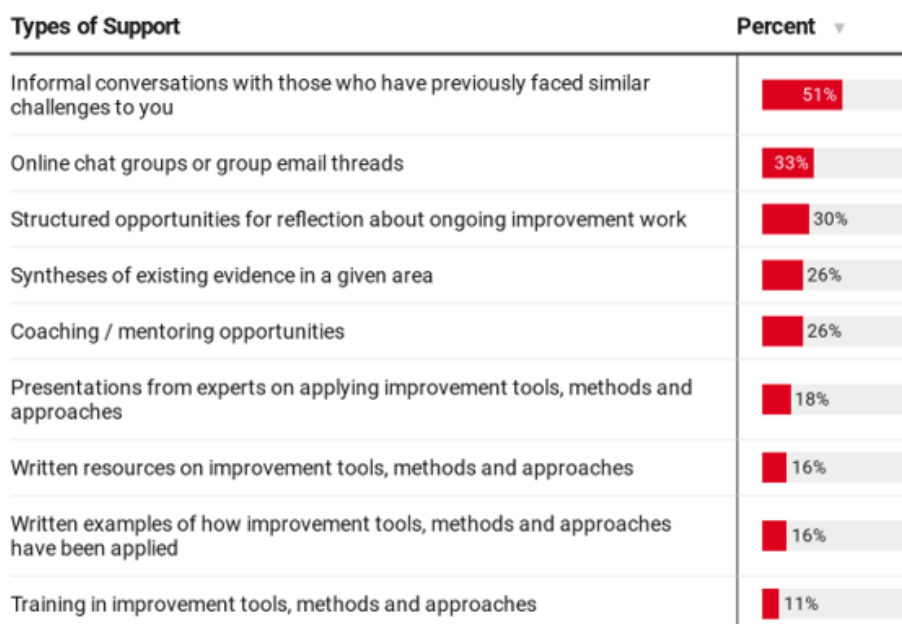 Types of Support Percent ▼
Informal conversations with those who have previously faced similar
challenges to you
51%
Online chat groups or group email threads 33%
Structured opportunities for reflection about ongoing improvement work 30%
Syntheses of existing evidence in a given area 26%
Coaching / mentoring opportunities 26%
Presentations from experts on applying improvement tools, methods and
approaches
18%
Written resources on improvement tools, methods and approaches 16%
Written examples of how improvement tools, methods and approaches
have been applied
16%
Training in improvement tools, methods and approaches 11%